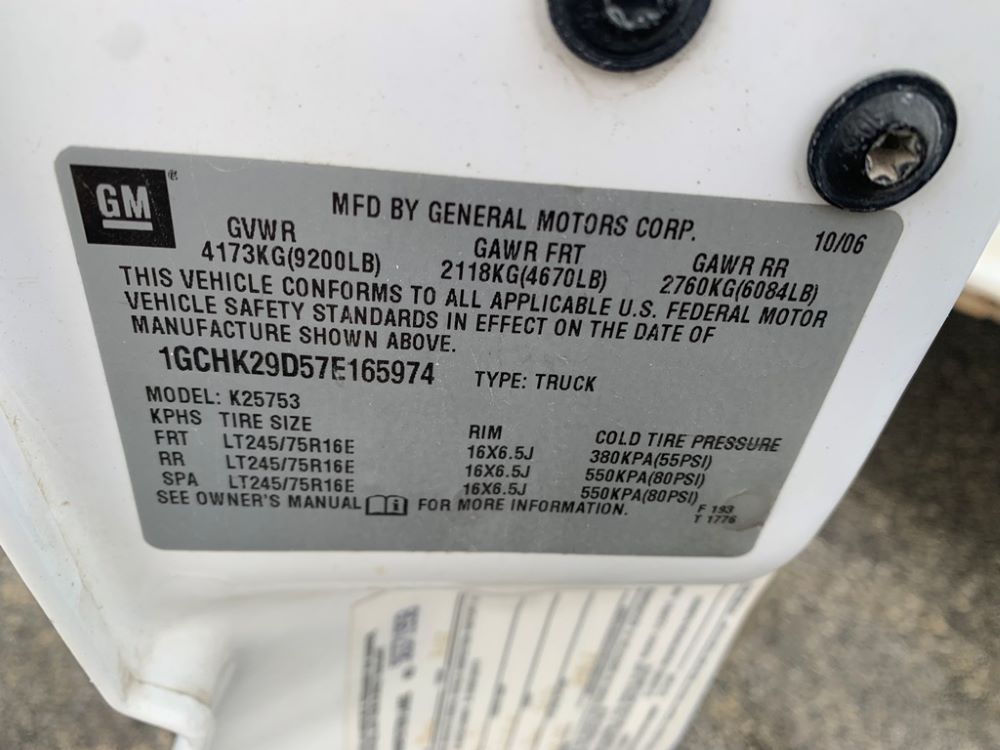 GM®
MFD BY GENERAL MOTORS CORP. 10/06
GVWR GAWR FRT GAWR RR
4173KG(9200LB) 2118KG(4670LB) 2760KG(6084LB)
THIS VEHICLE CONFORMS TO ALL APPLICABLE U.S. FEDERAL MOTOR
VEHICLE SAFETY STANDARDS IN EFFECT ON THE DATE OF
MANUFACTURE SHOWN ABOVE.
1GCHK29D57E165974 TYPE: TRUCK
MODEL: K25753
KPHS TIRE SIZE RIM COLD TIRE PRESSURE
FRT LT245/75R16E 16X6.5J 380KPA(55PSI)
RR LT245/75R16E 16X6.5J 550KPA(80PSI)
SPA LT245/75R16E 16X6.5J 550KPA(80PSI)
SEE OWNER'S MANUAL FOR MORE INFORMATION. F 193
T 1776